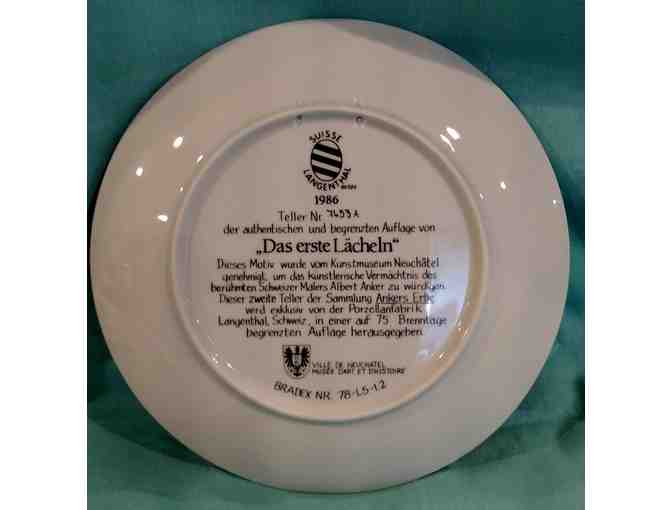 SUISSE
LANGENTHAL
1986
Teller Nr. 7453 A
der authentischen und begrenzten Auflage von
„Das erste Lächeln“
Dieses Motiv wurde vom Kunstmuseum Neuchâtel
genehmigt, um das künstlerische Vermächtnis des
berühmten Schweizer Malers Albert Anker zu würdigen.
Dieser zweite Teller der Sammlung Ankers Erbe
werd exklusiv von der Porzellanfabrik
Langenthal, Schweiz, in einer auf 75 Brenntage
begrenzten Auflage herausgegeben.
VILLE DE NEUCHÂTEL
MUSÉE D'ART ET D'HISTOIRE
BRADEX NR. 78-L5-1.2